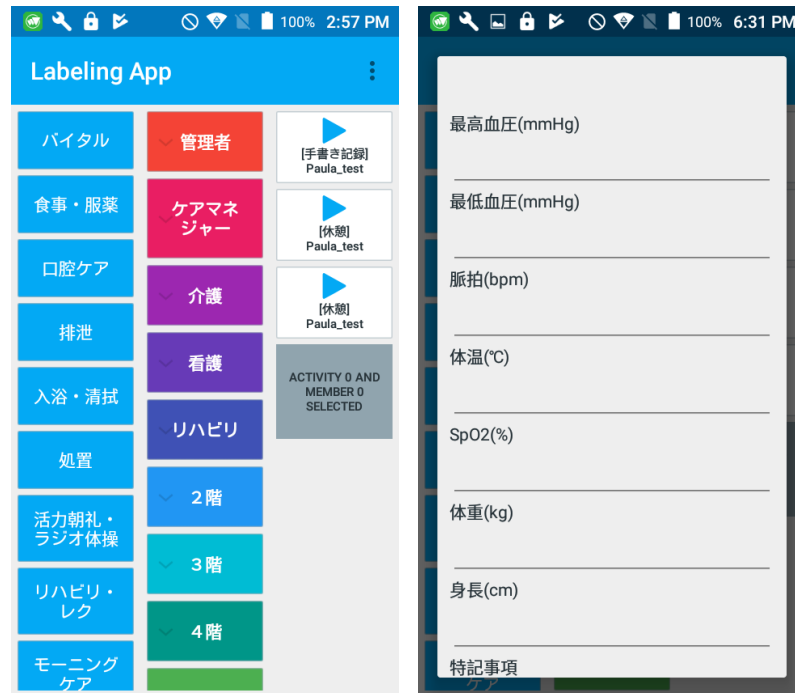 100% 2:57 PM
Labeling App
バイタル
食事・服薬
口腔ケア
排泄
入浴・清拭
処置
活力朝礼・
ラジオ体操
リハビリ・
レク
モーニング
ケア
管理者
ケアマネ
ジャー
介護
看護
リハビリ
２階
３階
４階
[手書き記録]
Paula_test
[休憩]
Paula_test
[休憩]
Paula_test
ACTIVITY 0 AND
MEMBER 0
SELECTED
100% 6:31 PM
最高血圧(mmHg)
最低血圧(mmHg)
脈拍(bpm)
体温(℃)
SpO2(%)
体重(kg)
身長(cm)
特記事項
ケア